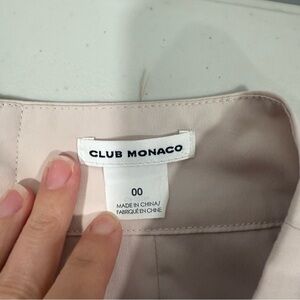 CLUB MONACO
00
MADE IN CHINA/
FABRIQUÉ EN CHINE